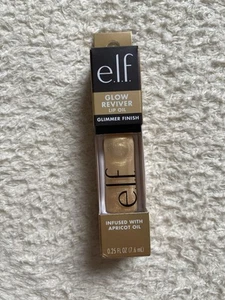 e.l.f.
GLOW
REVIVER
LIP OIL
GLIMMER FINISH
e.l.f.
INFUSED WITH
APRICOT OIL
0.25 FL OZ (7.6 mL)